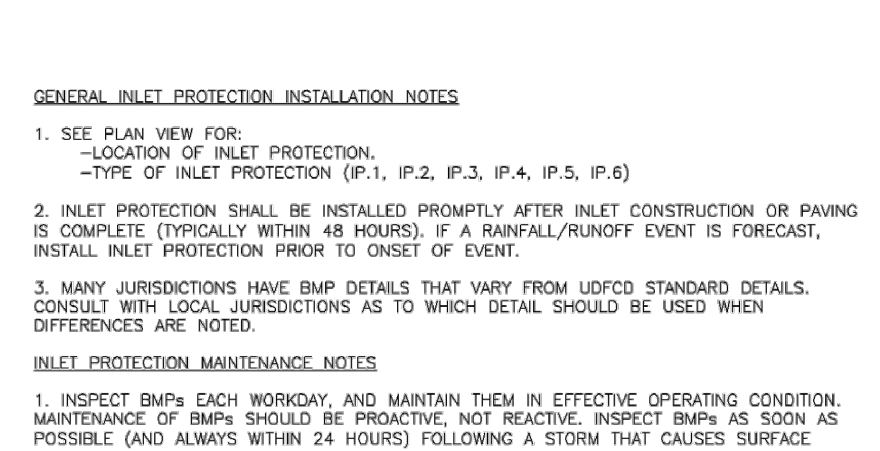 GENERAL INLET PROTECTION INSTALLATION NOTES
1. SEE PLAN VIEW FOR:
-LOCATION OF INLET PROTECTION.
-TYPE OF INLET PROTECTION (IP.1, IP.2, IP.3, IP.4, IP.5, IP.6)
2. INLET PROTECTION SHALL BE INSTALLED PROMPTLY AFTER INLET CONSTRUCTION OR PAVING
IS COMPLETE (TYPICALLY WITHIN 48 HOURS). IF A RAINFALL/RUNOFF EVENT IS FORECAST,
INSTALL INLET PROTECTION PRIOR TO ONSET OF EVENT.
3. MANY JURISDICTIONS HAVE BMP DETAILS THAT VARY FROM UDFCD STANDARD DETAILS.
CONSULT WITH LOCAL JURISDICTIONS AS TO WHICH DETAIL SHOULD BE USED WHEN
DIFFERENCES ARE NOTED.
INLET PROTECTION MAINTENANCE NOTES
1. INSPECT BMPs EACH WORKDAY, AND MAINTAIN THEM IN EFFECTIVE OPERATING CONDITION.
MAINTENANCE OF BMPs SHOULD BE PROACTIVE, NOT REACTIVE. INSPECT BMPs AS SOON AS
POSSIBLE (AND ALWAYS WITHIN 24 HOURS) FOLLOWING A STORM THAT CAUSES SURFACE